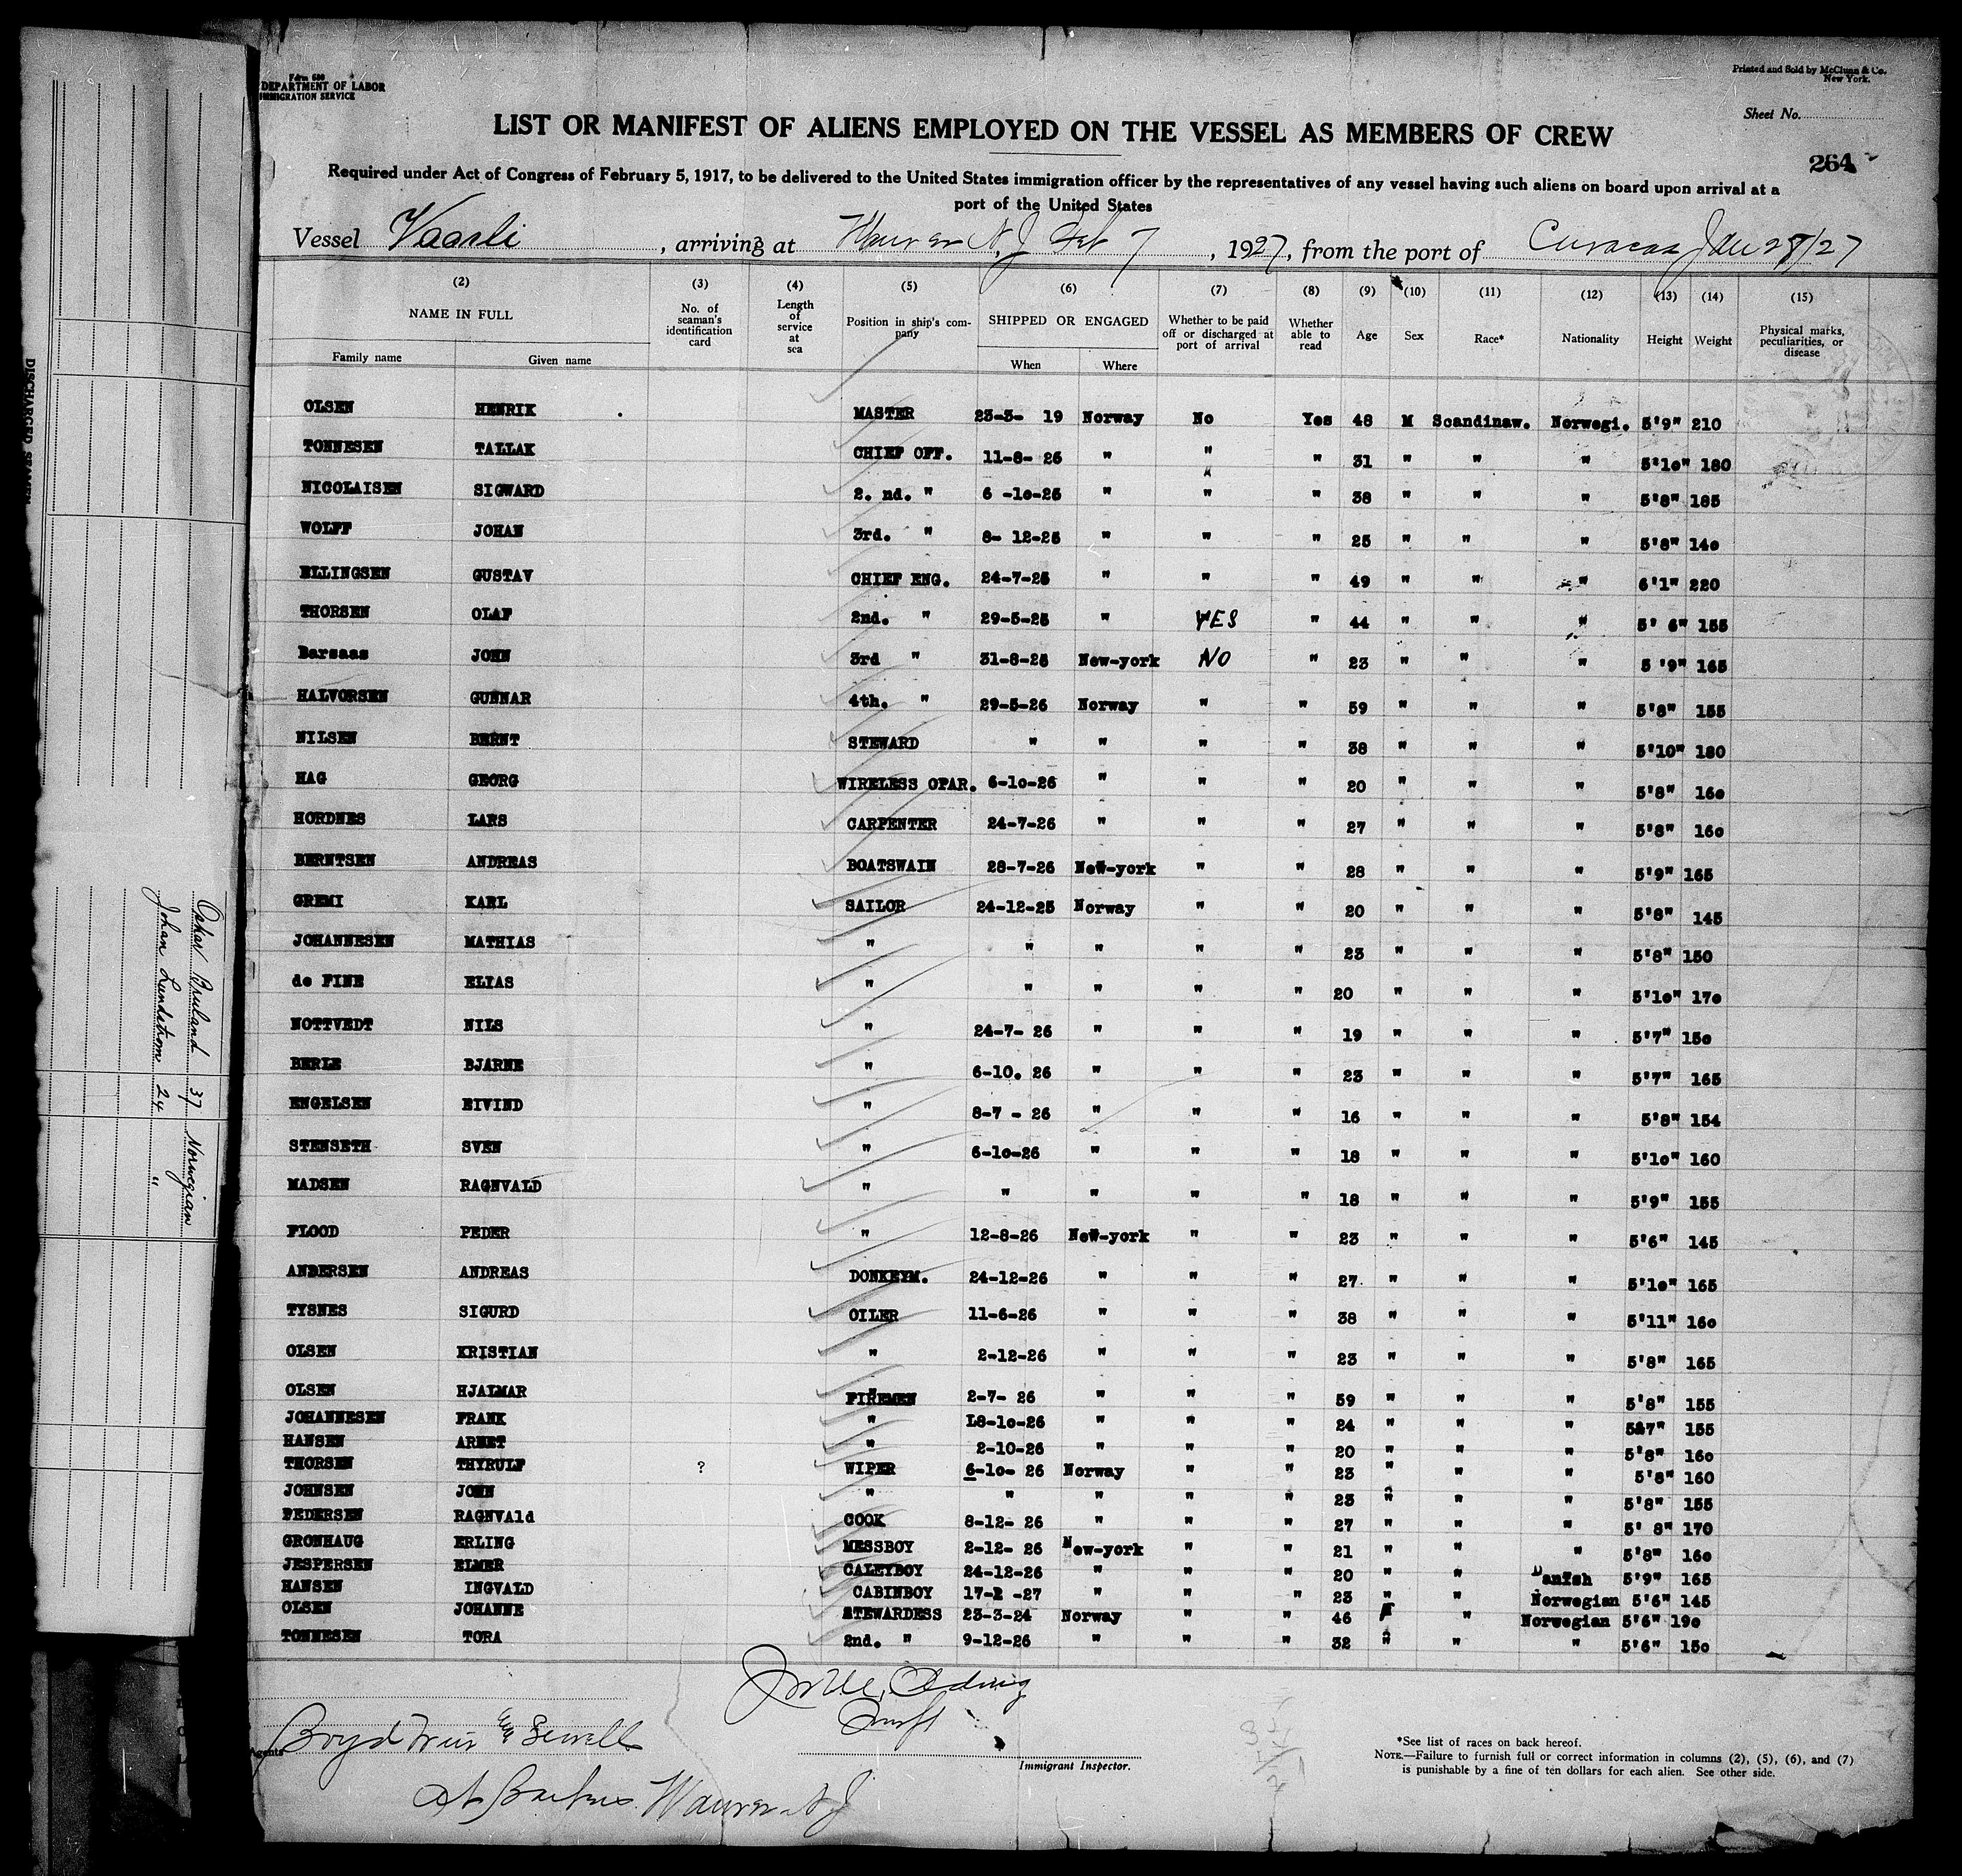 Form 680
DEPARTMENT OF LABOR
IMMIGRATION SERVICE
Printed and Sold by McClunn & Co.
New York.
Sheet No.
LIST OR MANIFEST OF ALIENS EMPLOYED ON THE VESSEL AS MEMBERS OF CREW
264
Required under Act of Congress of February 5, 1917, to be delivered to the United States immigration officer by the representatives of any vessel having such aliens on board upon arrival at a
port of the United States
Vessel Vaarli, arriving at Maurer N.J Feb 7, 1927, from the port of Curacao Jan 28/27
(2) (3) (4) (5) (6) (7) (8) (9) (10) (11) (12) (13) (14) (15)
NAME IN FULL No. of seaman's identification card Length of service at sea Position in ship's company SHIPPED OR ENGAGED Whether to be paid off or discharged at port of arrival Whether able to read Age Sex Race* Nationality Height Weight Physical marks, peculiarities, or disease
Family name Given name When Where
OLSEN HENRIK MASTER 23-3- 19 Norway No Yes 48 M Scandinaw. Norwegi. 5'9" 210
TONNESEN TALLAK CHIEF OFF. 11-8- 26 " " " 31 " " " 5'10" 180
NICOLAISEN SIGWARD 2. nd. " 6 -10-26 " " " 38 " " " 5'8" 185
WOLFF JOHAN 3rd. " 8- 12-26 " " " 25 " " " 5'8" 140
ELLINGSEN GUSTAV CHIEF ENG. 24-7-26 " " " 49 " " " 6'1" 220
THORSEN OLAF 2nd. " 29-5-26 " YES " 44 " " " 5' 6" 155
Barsaas JOHN 3rd " 31-8-26 New-york NO " 23 " " " 5 '9" 165
HALVORSEN GUNNAR 4th. " 29-5-26 Norway " " 59 " " " 5'8" 155
NILSEN BERNT STEWARD " " " " 38 " " " 5'10" 180
HAG GEORG WIRELESS OPAR. 6-10-26 " " " 20 " " " 5'8" 160
HORDNES LARS CARPENTER 24-7-26 " " " 27 " " " 5'8" 160
BERNTSEN ANDREAS BOATSWAIN 28-7-26 New-york " " 28 " " " 5'9" 165
GREMI KARL SAILOR 24-12-25 Norway " " 20 " " " 5'8" 145
JOHANNESEN MATHIAS " " " " " 23 " " " 5'8" 150
de FINE ELIAS " " " " " 20 " " " 5'10" 170
NOTTVEDT NILS " 24-7- 26 " " " 19 " " " 5'7" 150
BERLE BJARNE " 6-10. 26 " " " 23 " " " 5'7" 165
ENGELSEN EIVIND " 8-7 - 26 " " " 16 " " " 5'8" 154
STENSETH SVEN " 6-10-26 " " " 18 " " " 5'10" 160
MADSEN RAGNVALD " " " " " 18 " " " 5'9" 155
FLOOD PEDER " 12-8-26 New-york " " 23 " " " 5'6" 145
ANDERSEN ANDREAS DONKEYM. 24-12-26 " " " 27 " " " 5'10" 165
TYSNES SIGURD OILER 11-6-26 " " " 38 " " " 5'11" 160
OLSEN KRISTIAN " 2-12-26 " " " 23 " " " 5'8" 165
OLSEN HJALMAR FIREMEN 2-7- 26 " " " 59 " " " 5'8" 155
JOHANNESEN FRANK " 18-10-26 " " " 24 " " " 5'7" 155
HANSEN ARNET " 2-10-26 " " " 20 " " " 5'8" 160
THORSEN THYRULF ? WIPER 6-10- 26 Norway " " 23 " " " 5'8" 160
JOHNSEN JOHN " " " " " 23 " " " 5'8" 155
PEDERSEN RAGNVAld COOK 8-12- 26 " " " 27 " " " 5' 8" 170
GRONHAUG ERLING MESSBOY 2-12- 26 New-york " " 21 " " " 5'8" 160
JESPERSEN ELMER GALEYBOY 24-12-26 " " " 20 " " Danish 5'9" 165
HANSEN INGVALD CABINBOY 17-1 -27 " " " 23 " " Norwegian 5'6" 145
OLSEN JOHANNE STEWARDESS 23-3-24 Norway " " 46 F " Norwegian 5'6" 190
TONNESEN TORA 2nd. " 9-12-26 " " " 32 " " " 5'6" 150
Agents Boyd Weir & Sewell
Immigrant Inspector.
At Barbers Maurer N J
*See list of races on back hereof.
NOTE.—Failure to furnish full or correct information in columns (2), (5), (6), and (7)
is punishable by a fine of ten dollars for each alien. See other side.
DISCHARGED SEAMEN
Oskar Bruland 37 Norwegian
Johan Lundstrom 24 "